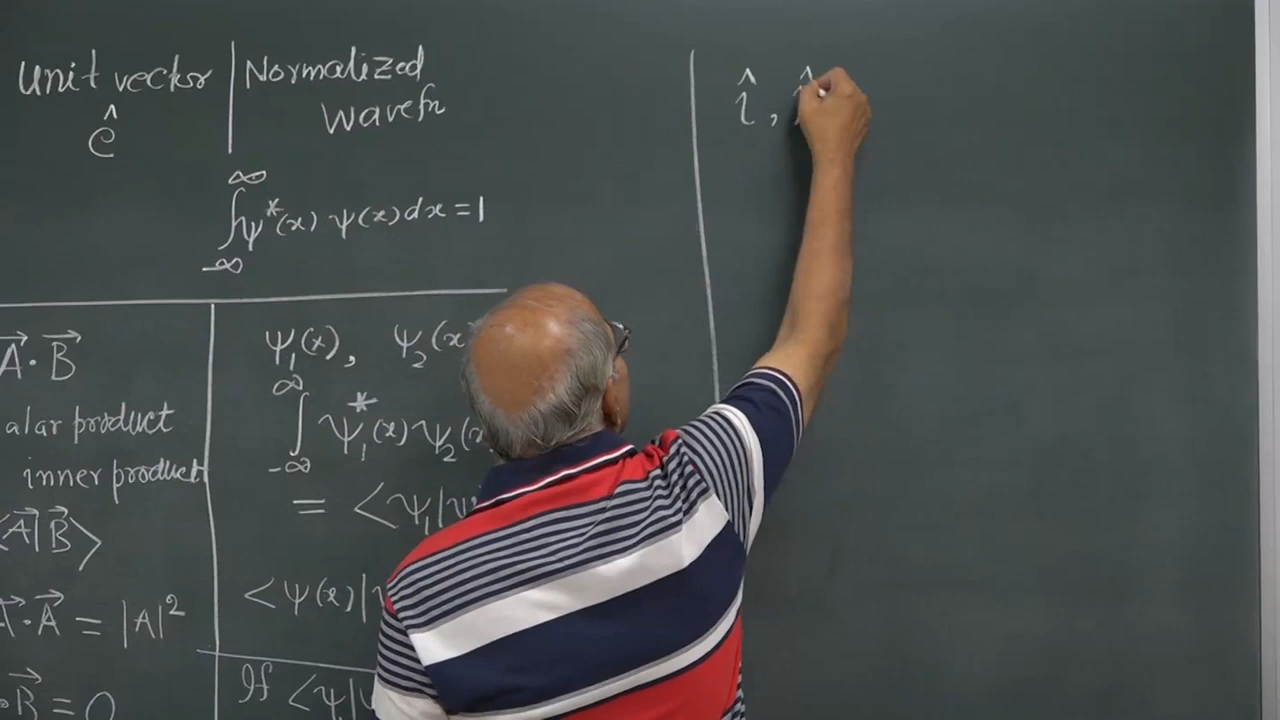 Unit vector
ê
Normalized
Wavefn
∞
∫ψ*(x) ψ(x)dx = 1
-∞
A⃗·B⃗
alar product
inner product
<A⃗|B⃗>
A⃗·A⃗ = |A|²
·B⃗ = 0
ψ₁(x), ψ₂(x
∞
∫ ψ₁*(x) ψ₂(x
-∞
= <ψ₁|ψ
<ψ(x)|
If <ψ|
î,